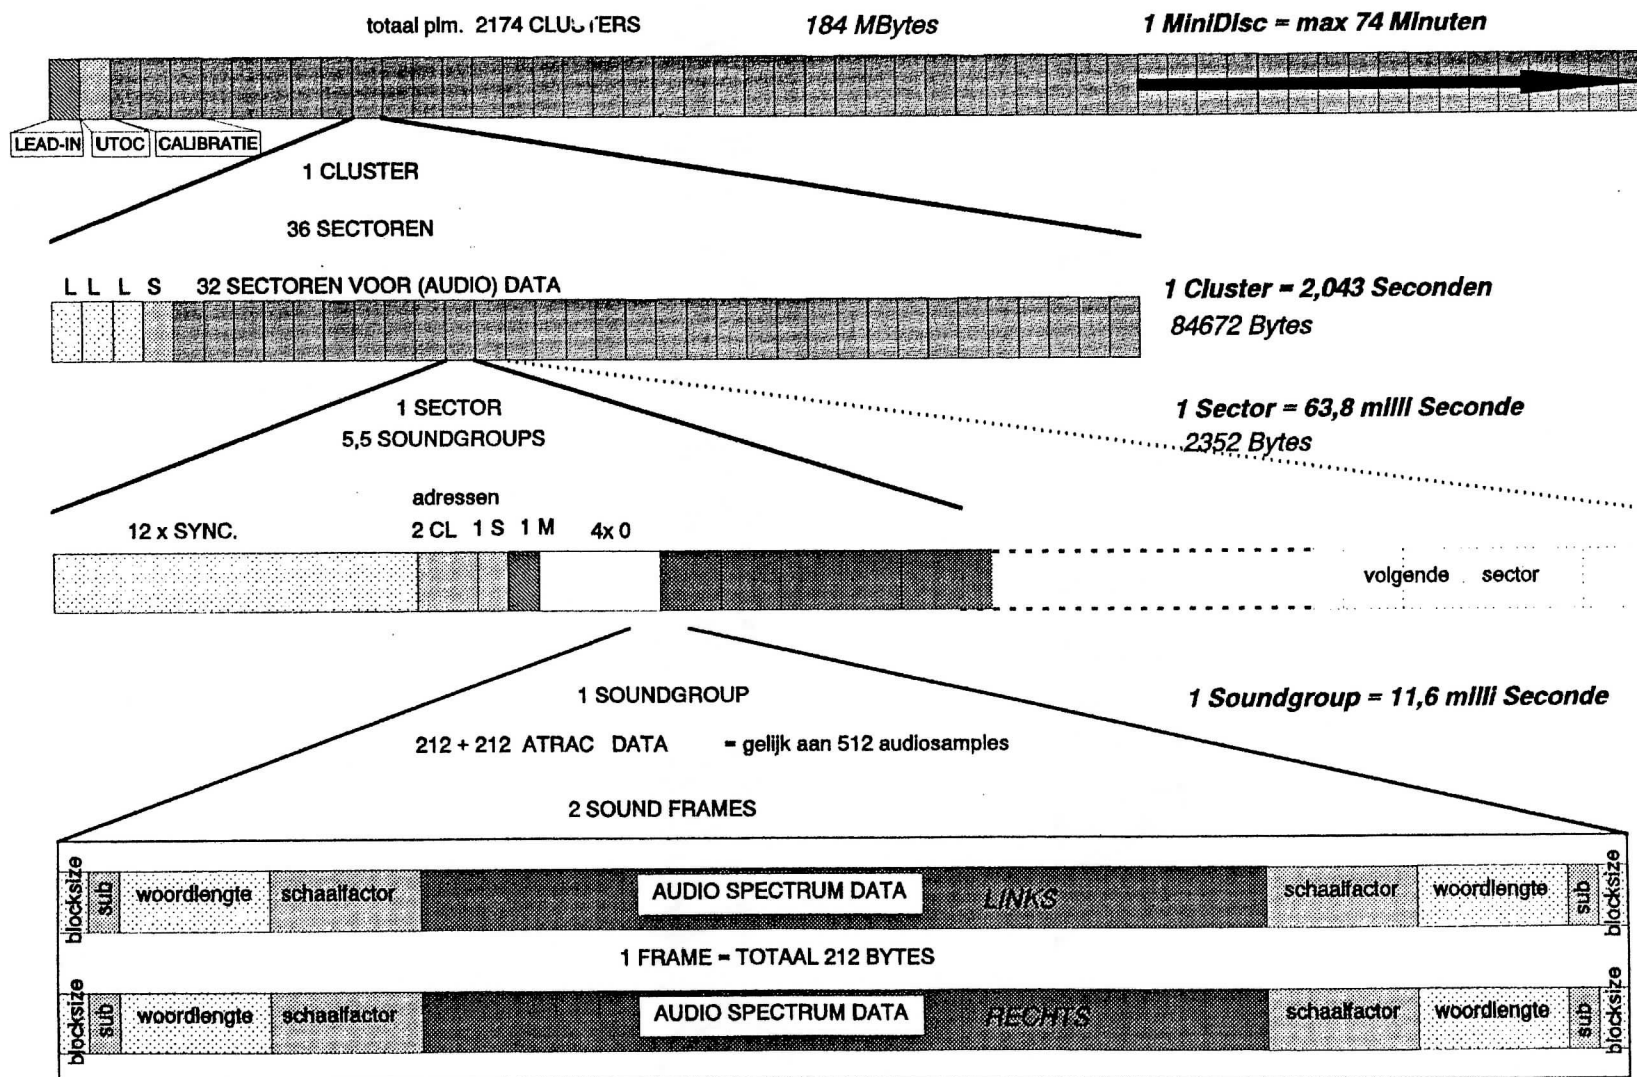 totaal plm. 2174 CLUSTERS 184 MBytes 1 MiniDisc = max 74 Minuten
LEAD-IN UTOC CALIBRATIE
1 CLUSTER
36 SECTOREN
L L L S 32 SECTOREN VOOR (AUDIO) DATA
1 Cluster = 2,043 Seconden
84672 Bytes
1 SECTOR
5,5 SOUNDGROUPS
1 Sector = 63,8 milli Seconde
2352 Bytes
adressen
12 x SYNC. 2 CL 1 S 1 M 4x 0
volgende sector
1 SOUNDGROUP
1 Soundgroup = 11,6 milli Seconde
212 + 212 ATRAC DATA = gelijk aan 512 audiosamples
2 SOUND FRAMES
blocksize sub woordlengte schaalfactor AUDIO SPECTRUM DATA LINKS schaalfactor woordlengte sub blocksize
1 FRAME = TOTAAL 212 BYTES
blocksize sub woordlengte schaalfactor AUDIO SPECTRUM DATA RECHTS schaalfactor woordlengte sub blocksize